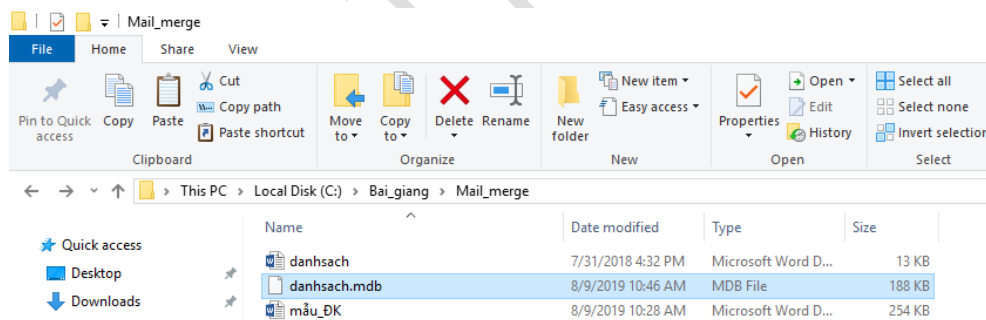 Mail_merge
File Home Share View
Pin to Quick access Copy Paste Cut Copy path Paste shortcut Move to Copy to Delete Rename New folder New item Easy access Properties Open Edit History Select all Select none Invert selection
Clipboard Organize New Open Select
This PC > Local Disk (C:) > Bai_giang > Mail_merge
Name Date modified Type Size
Quick access
danhsach 7/31/2018 4:32 PM Microsoft Word D... 13 KB
Desktop
danhsach.mdb 8/9/2019 10:46 AM MDB File 188 KB
Downloads
mẫu_ĐK 8/9/2019 10:28 AM Microsoft Word D... 254 KB